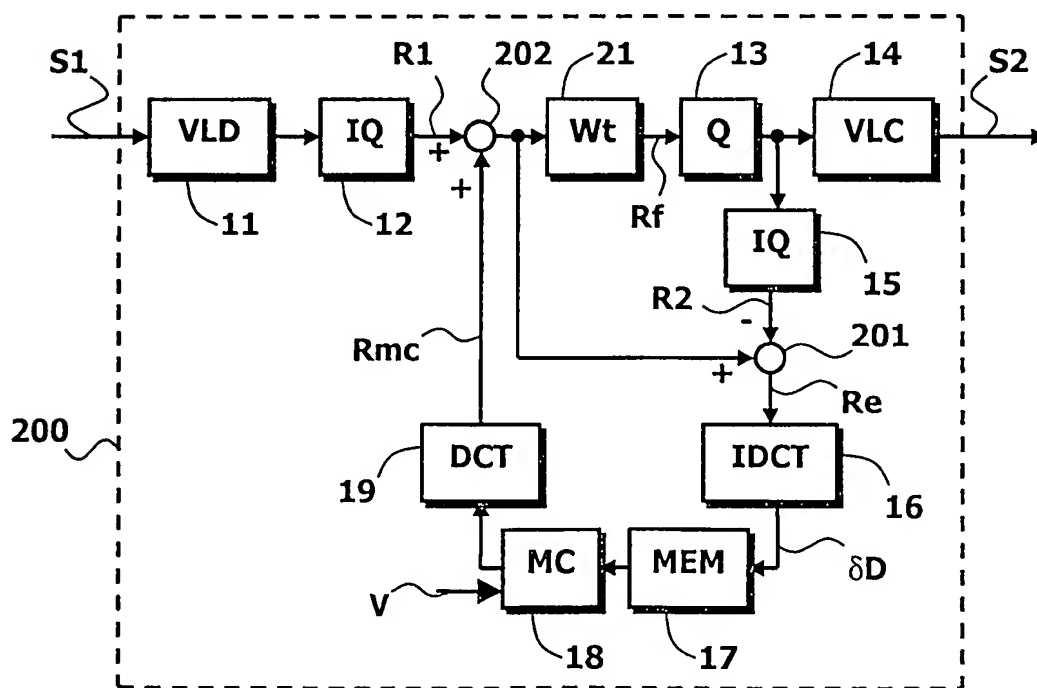 S1
R1
202
21
13
14
S2
VLD
IQ
Wt
Q
VLC
+
+
11
12
Rf
IQ
15
R2
-
Rmc
201
+
Re
200
DCT
IDCT
19
16
MC
MEM
δD
V
18
17